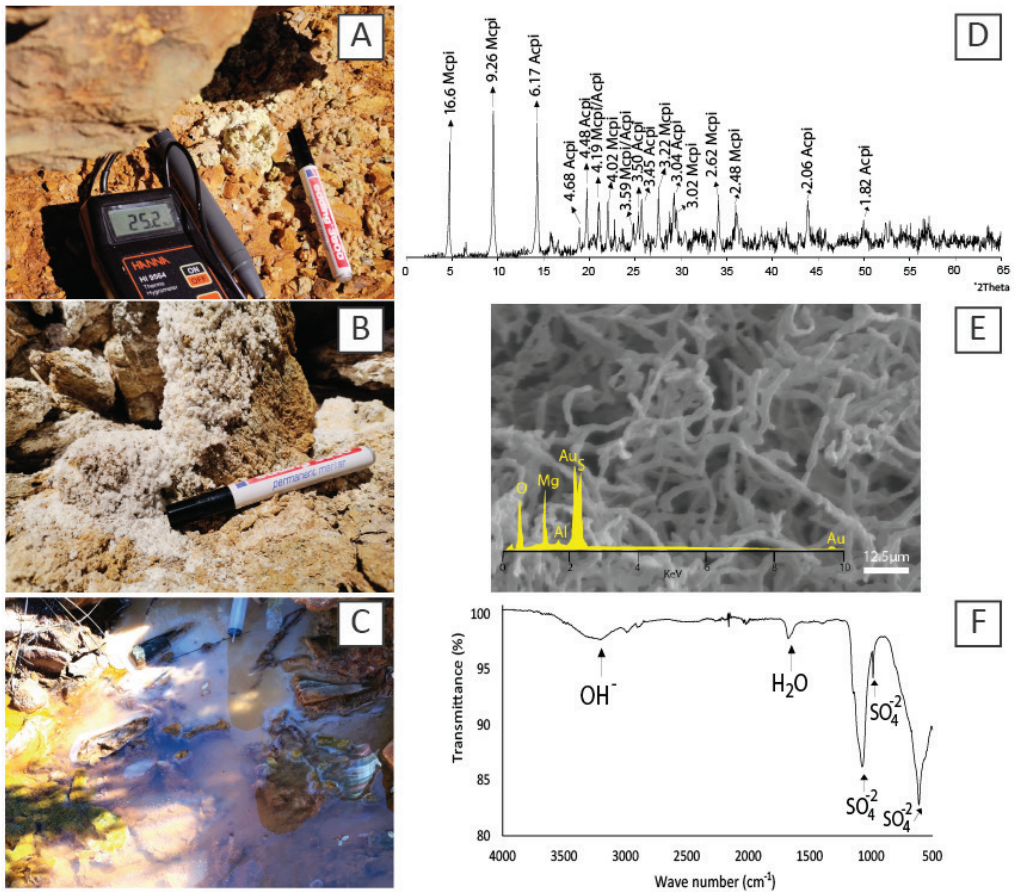 A
25.2
HANNA
HI 9564
Thermo
Hygrometer
ON
OFF
edding 3000
B
permanent marker
C
D
16.6 Mcpi
9.26 Mcpi
6.17 Acpi
4.68 Acpi
4.48 Acpi
4.19 Mcpi/Acpi
4.02 Mcpi
3.59 Mcpi/Acpi
3.50 Acpi
3.45 Acpi
3.22 Mcpi
3.04 Acpi
3.02 Mcpi
2.62 Mcpi
2.48 Mcpi
2.06 Acpi
1.82 Acpi
0 5 10 15 20 25 30 35 40 45 50 55 60 65
°2Theta
E
O
Mg
Al
Au
S
Au
0 2 4 6 8 10
KeV
12.5µm
F
Transmittance (%)
100
95
90
85
80
OH⁻
H₂O
SO₄⁻²
SO₄⁻²
SO₄⁻²
4000 3500 3000 2500 2000 1500 1000 500
Wave number (cm⁻¹)